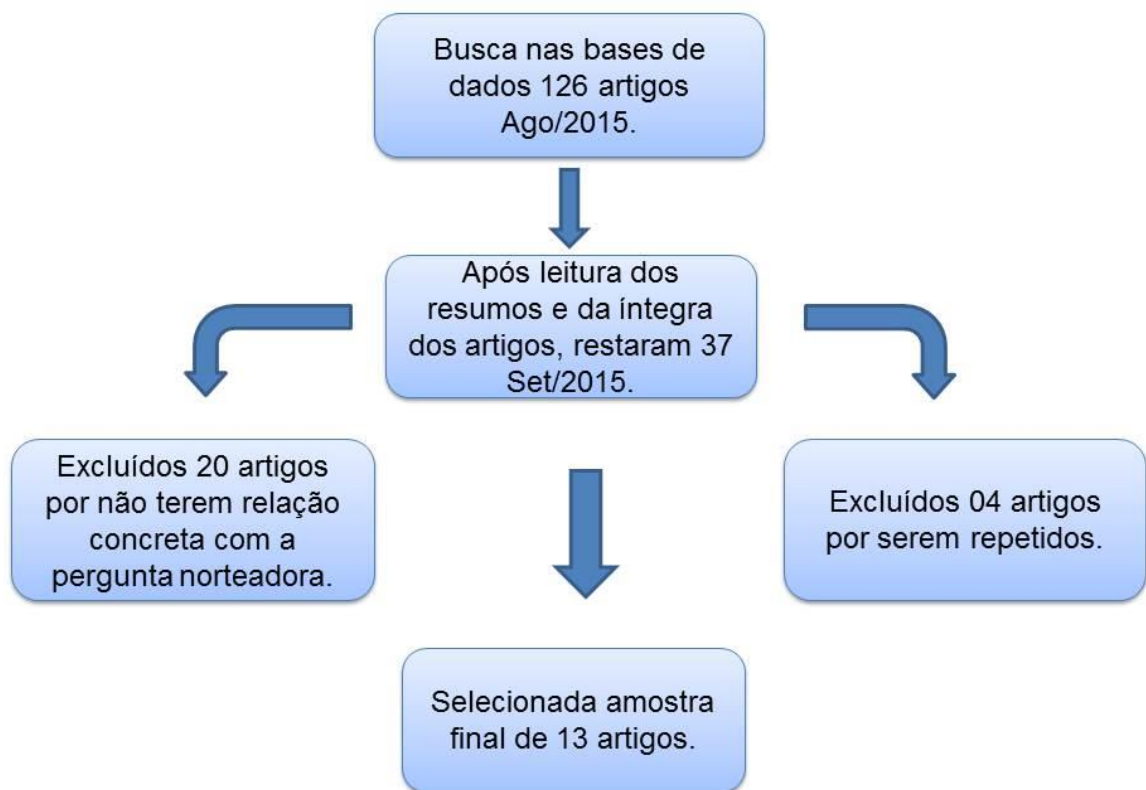 Busca nas bases de
dados 126 artigos
Ago/2015.
Após leitura dos
resumos e da íntegra
dos artigos, restaram 37
Set/2015.
Excluídos 20 artigos
por não terem relação
concreta com a
pergunta norteadora.
Excluídos 04 artigos
por serem repetidos.
Selecionada amostra
final de 13 artigos.